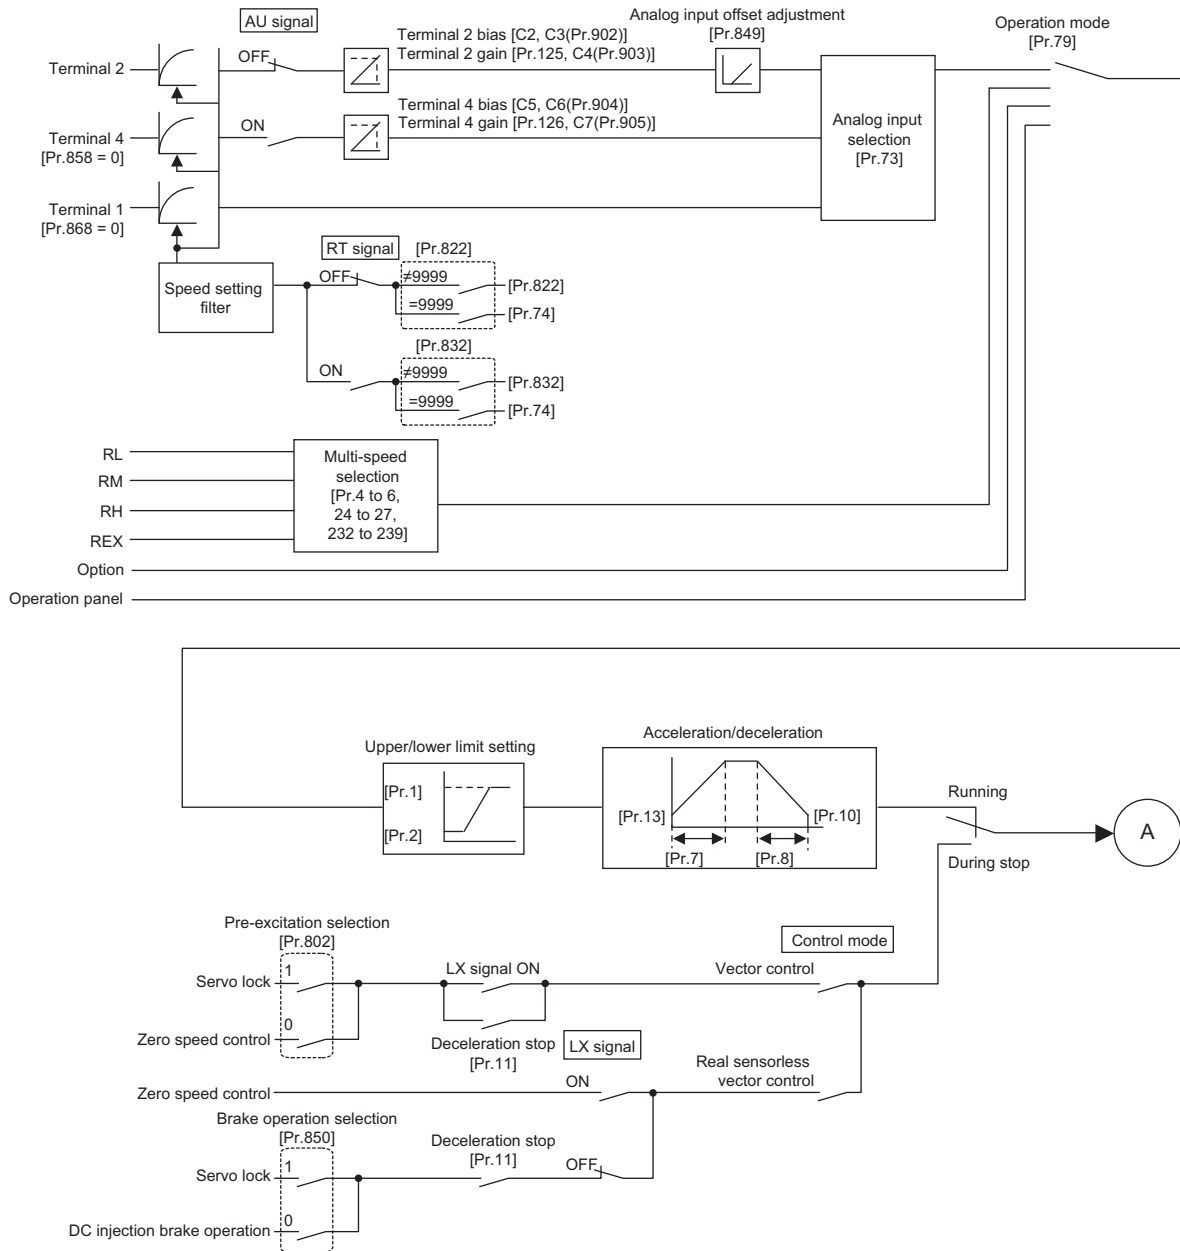 AU signal
Analog input offset adjustment
[Pr.849]
Operation mode
[Pr.79]
Terminal 2
OFF
Terminal 2 bias [C2, C3(Pr.902)]
Terminal 2 gain [Pr.125, C4(Pr.903)]
Terminal 4
[Pr.858 = 0]
ON
Terminal 4 bias [C5, C6(Pr.904)]
Terminal 4 gain [Pr.126, C7(Pr.905)]
Analog input
selection
[Pr.73]
Terminal 1
[Pr.868 = 0]
RT signal
[Pr.822]
Speed setting
filter
OFF
≠9999
[Pr.822]
=9999
[Pr.74]
[Pr.832]
ON
≠9999
[Pr.832]
=9999
[Pr.74]
RL
RM
RH
REX
Multi-speed
selection
[Pr.4 to 6,
24 to 27,
232 to 239]
Option
Operation panel
Upper/lower limit setting
[Pr.1]
[Pr.2]
Acceleration/deceleration
[Pr.13]
[Pr.10]
[Pr.7]
[Pr.8]
Running
During stop
A
Pre-excitation selection
[Pr.802]
Control mode
Servo lock
1
LX signal ON
Vector control
Zero speed control
0
Deceleration stop
[Pr.11]
LX signal
Zero speed control
ON
Real sensorless
vector control
Brake operation selection
[Pr.850]
Servo lock
1
Deceleration stop
[Pr.11]
OFF
DC injection brake operation
0